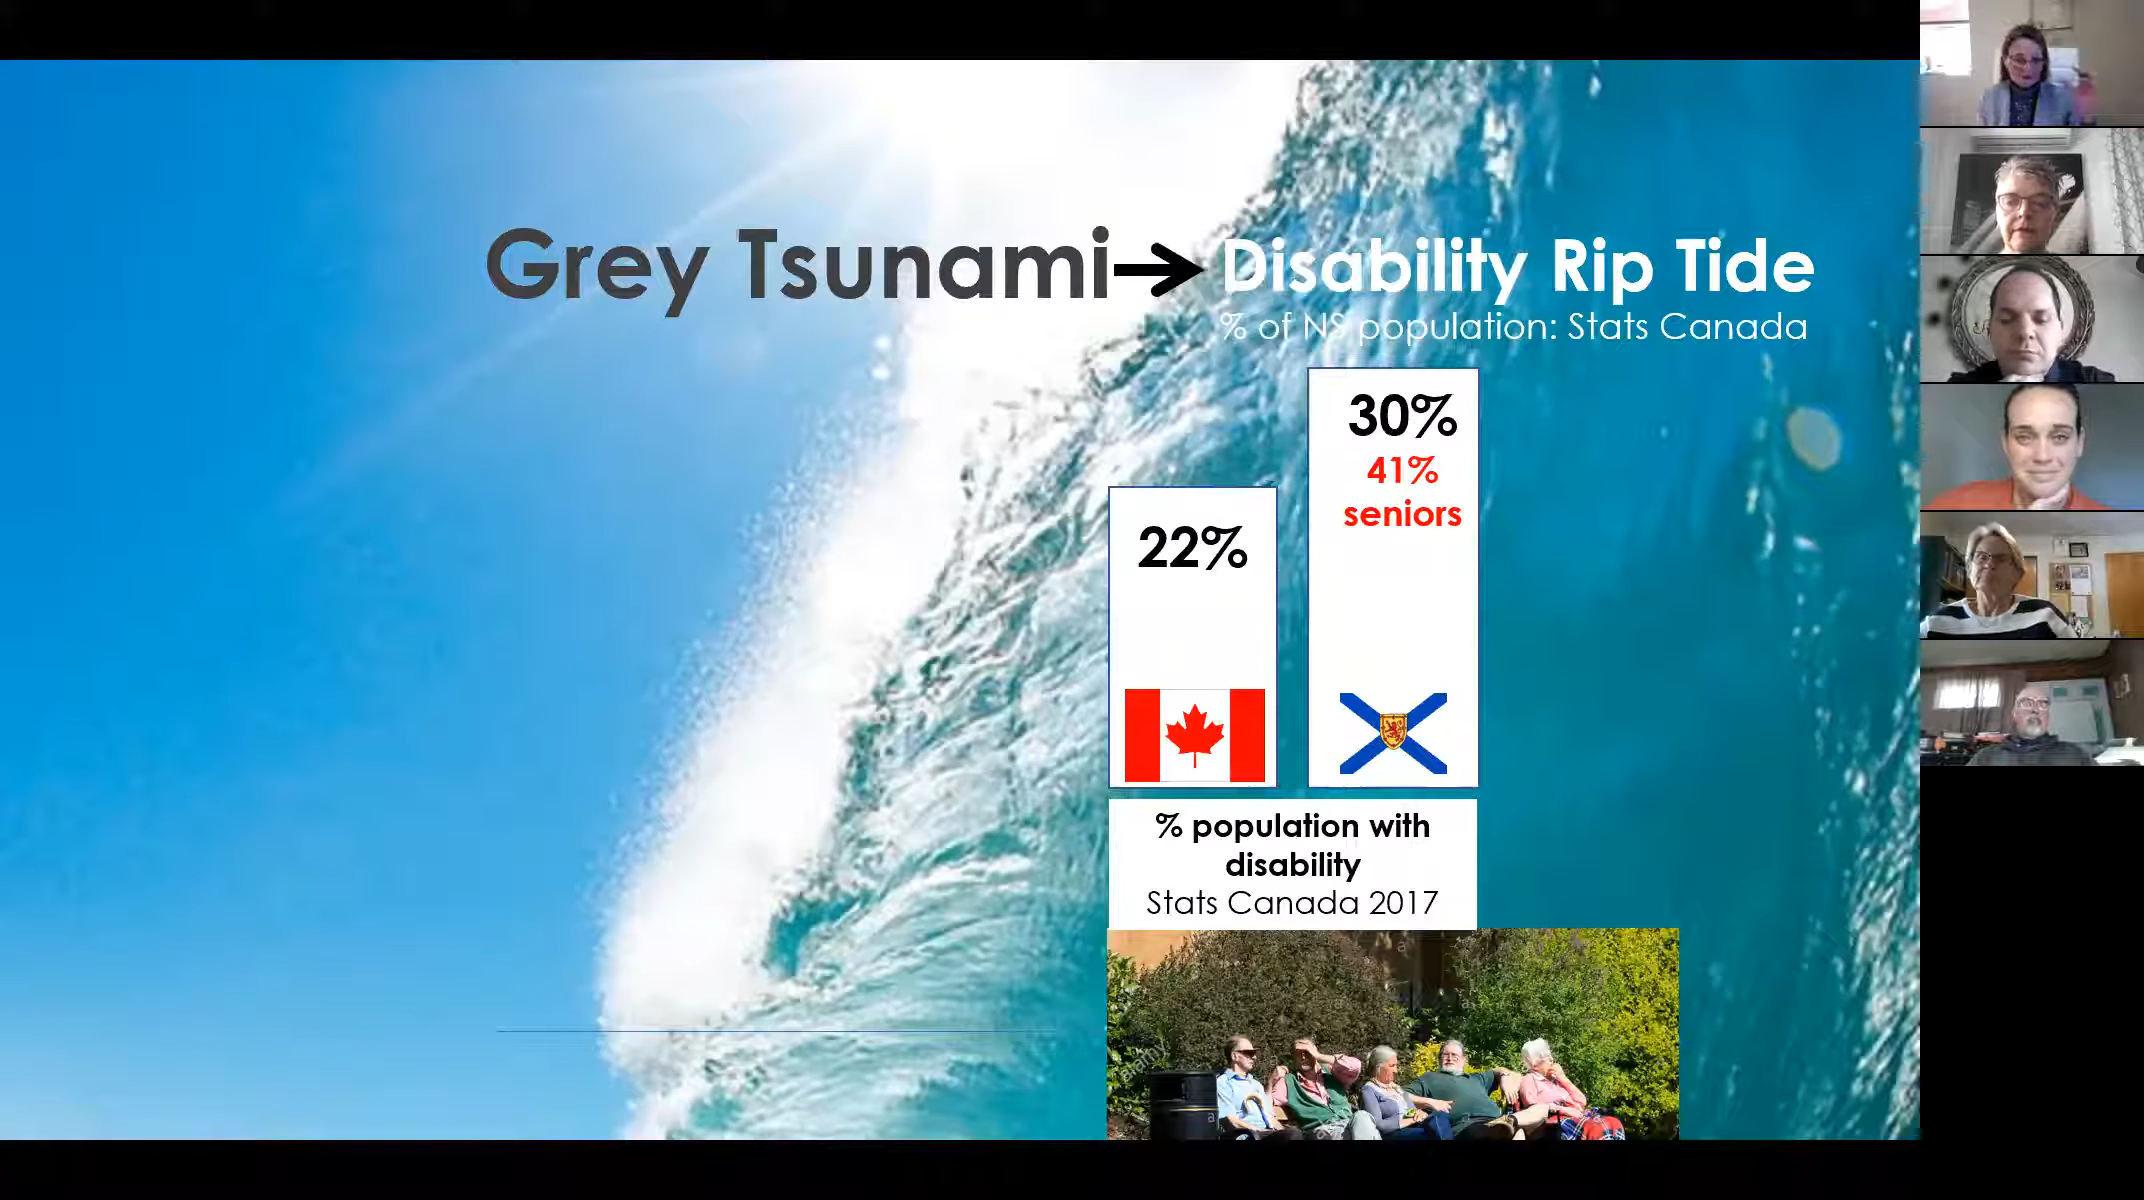 Grey Tsunami
Disability Rip Tide
% of NS population: Stats Canada
30%
41%
seniors
22%
% population with
disability
Stats Canada 2017
alamy
a
a
a
a